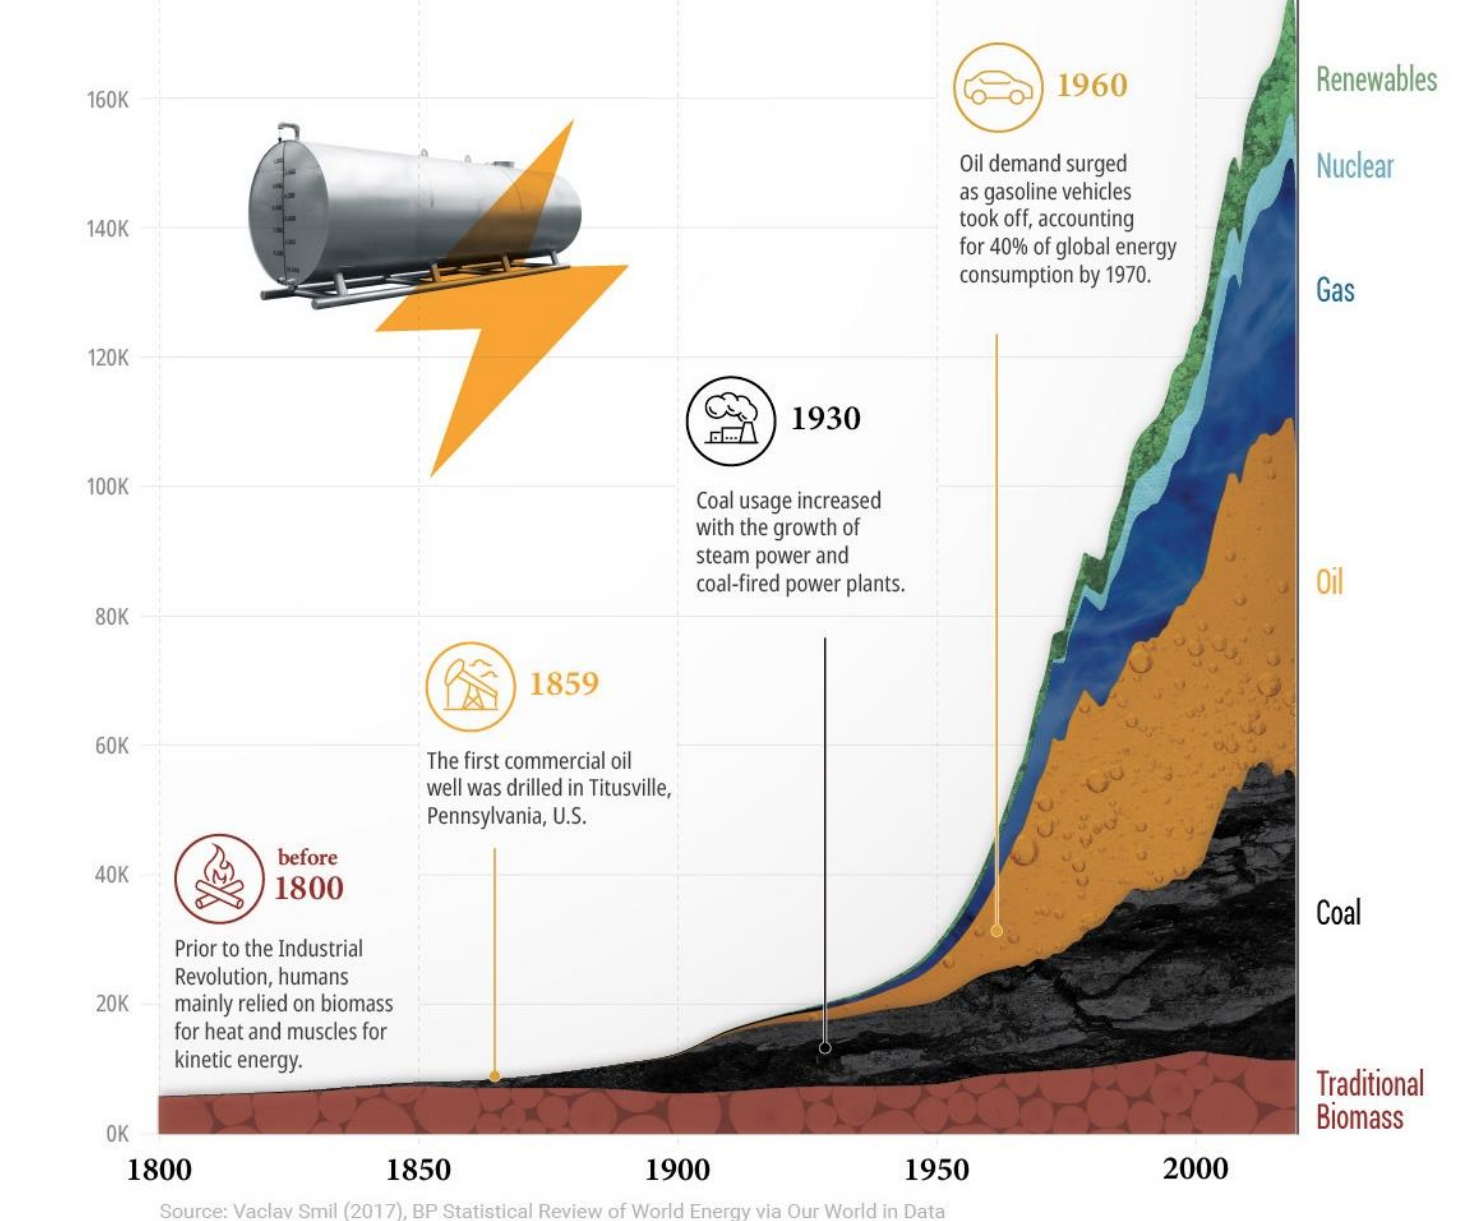 160K
140K
120K
100K
80K
60K
40K
20K
0K
1960
Oil demand surged
as gasoline vehicles
took off, accounting
for 40% of global energy
consumption by 1970.
1930
Coal usage increased
with the growth of
steam power and
coal-fired power plants.
1859
The first commercial oil
well was drilled in Titusville,
Pennsylvania, U.S.
before
1800
Prior to the Industrial
Revolution, humans
mainly relied on biomass
for heat and muscles for
kinetic energy.
Renewables
Nuclear
Gas
Oil
Coal
Traditional
Biomass
1800
1850
1900
1950
2000
Source: Vaclav Smil (2017), BP Statistical Review of World Energy via Our World in Data